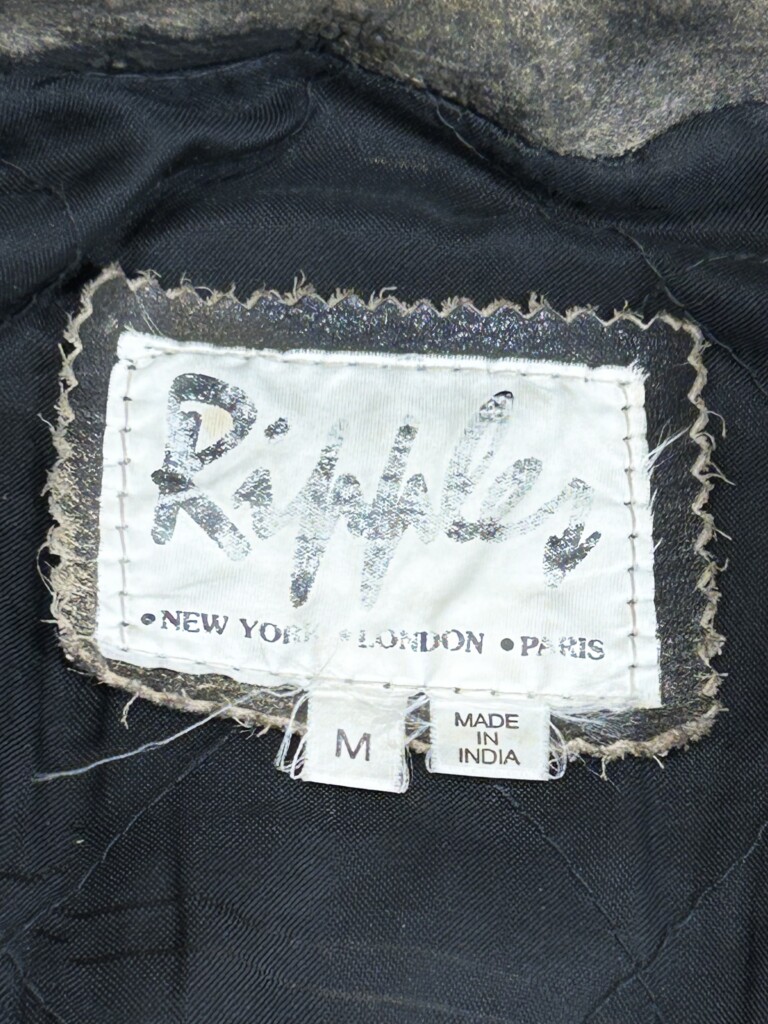 Ripples
• NEW YORK • LONDON • PARIS
M
MADE
IN
INDIA